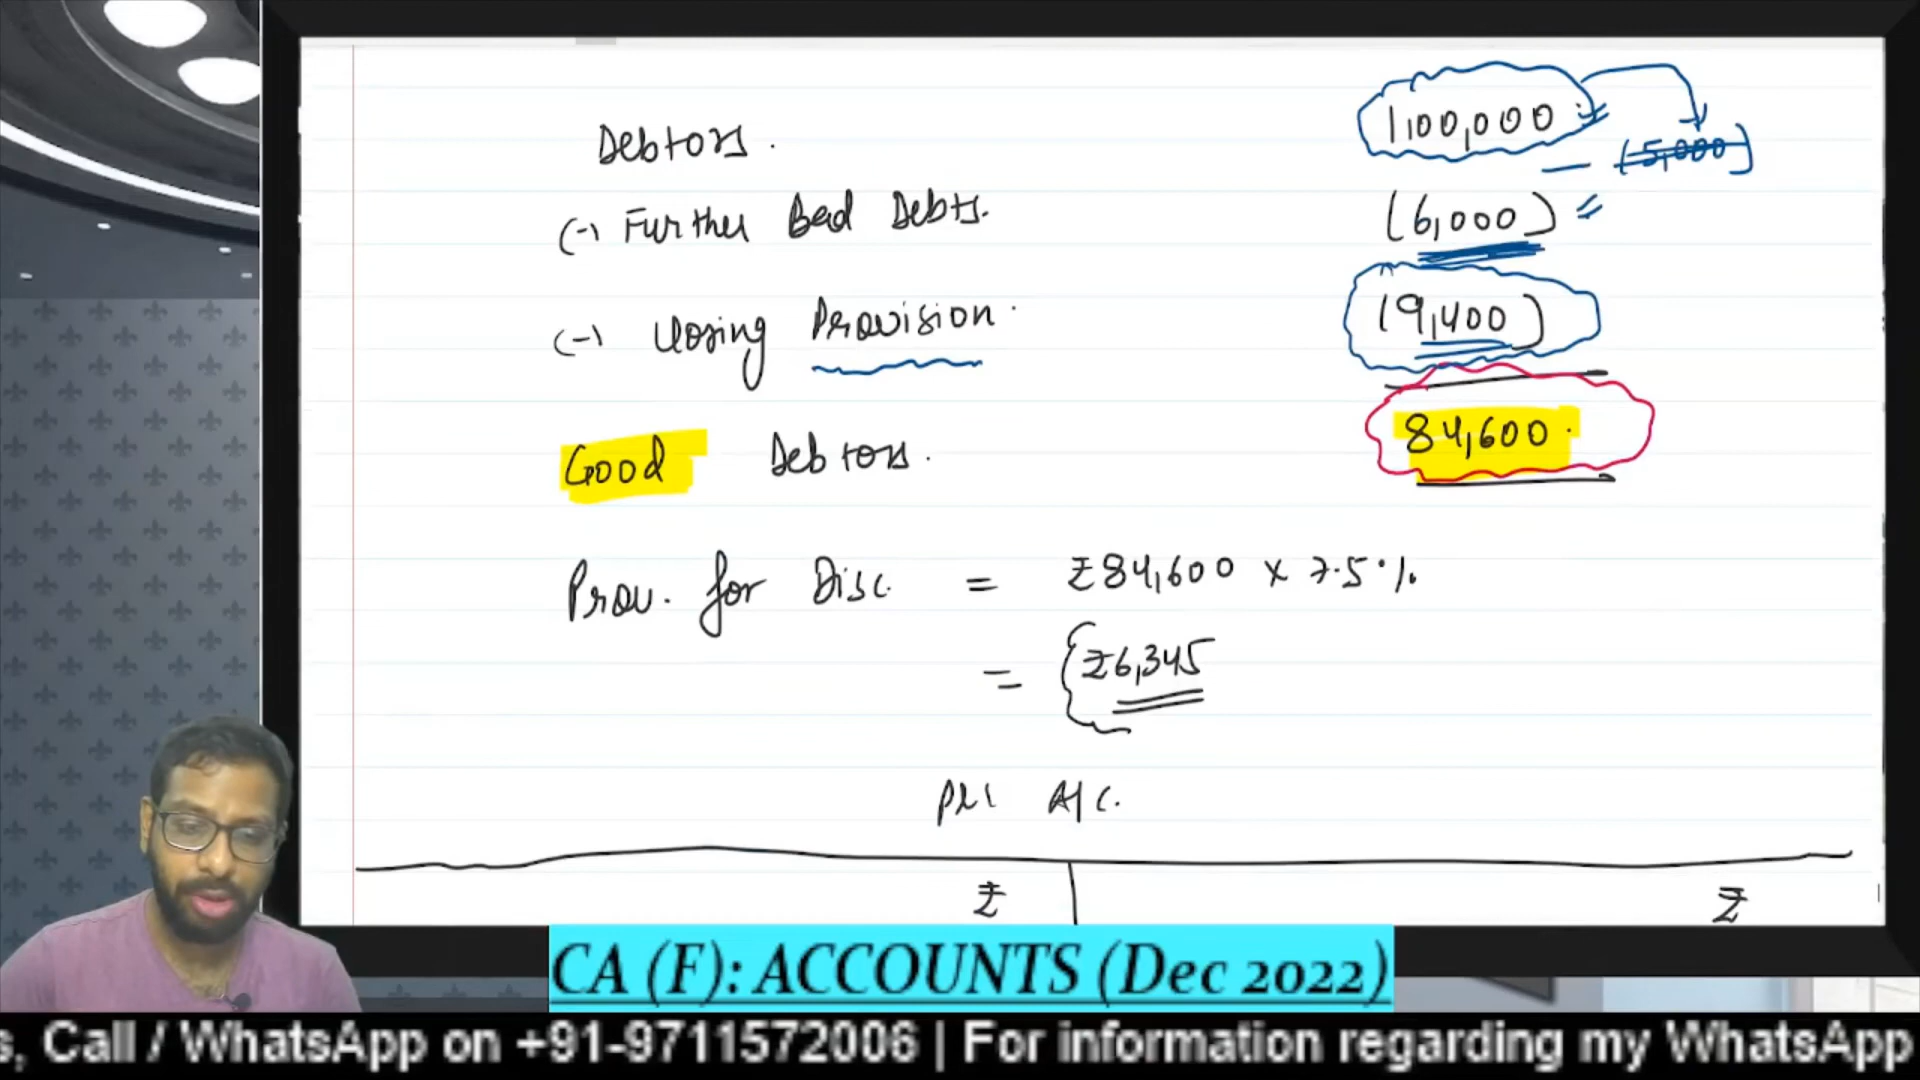 Debtors. 1,00,000
(5,000)
(-) Further Bad Debts. (6,000)
(-) Closing Provision. (9,400)
Good Debtors. 84,600.
Prov. for Disc. = ₹84,600 x 7.5%
= ₹6,345
P&L A/C.
₹ ₹
CA (F): ACCOUNTS (Dec 2022)
s, Call / WhatsApp on +91-9711572006 | For information regarding my WhatsApp